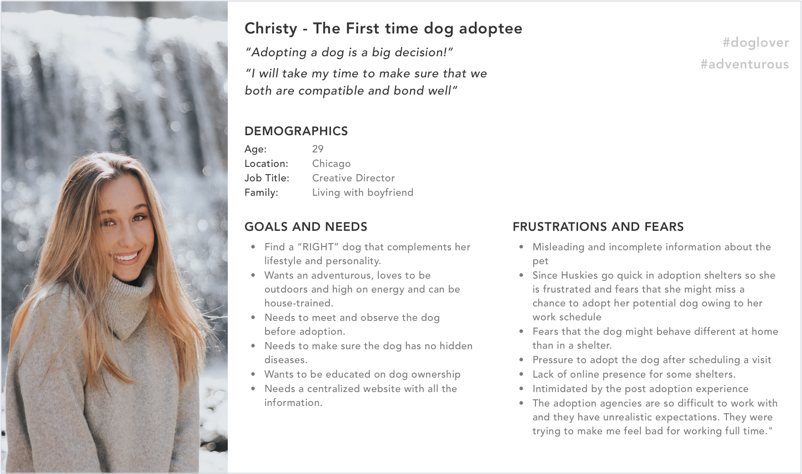 Christy - The First time dog adoptee
“Adopting a dog is a big decision!”
“I will take my time to make sure that we
both are compatible and bond well”
#doglover
#adventurous
DEMOGRAPHICS
Age: 29
Location: Chicago
Job Title: Creative Director
Family: Living with boyfriend
GOALS AND NEEDS
• Find a “RIGHT” dog that complements her
lifestyle and personality.
• Wants an adventurous, loves to be
outdoors and high on energy and can be
house-trained.
• Needs to meet and observe the dog
before adoption.
• Needs to make sure the dog has no hidden
diseases.
• Wants to be educated on dog ownership
• Needs a centralized website with all the
information.
FRUSTRATIONS AND FEARS
• Misleading and incomplete information about the
pet
• Since Huskies go quick in adoption shelters so she
is frustrated and fears that she might miss a
chance to adopt her potential dog owing to her
work schedule
• Fears that the dog might behave different at home
than in a shelter.
• Pressure to adopt the dog after scheduling a visit
• Lack of online presence for some shelters.
• Intimidated by the post adoption experience
• The adoption agencies are so difficult to work with
and they have unrealistic expectations. They were
trying to make me feel bad for working full time."